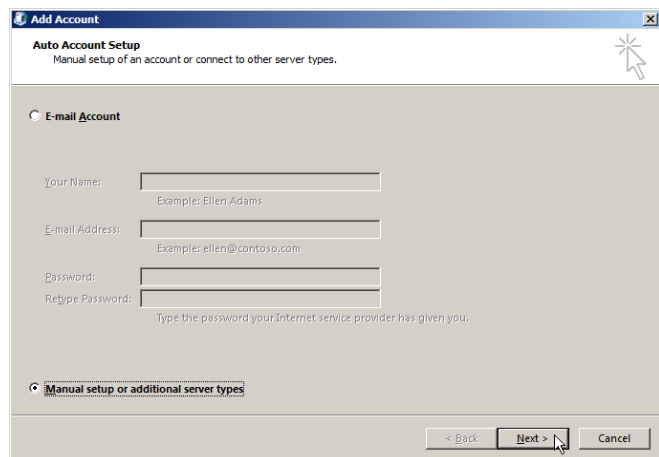 Add Account
Auto Account Setup
Manual setup of an account or connect to other server types.
E-mail Account
Your Name:
Example: Ellen Adams
E-mail Address:
Example: ellen@contoso.com
Password:
Retype Password:
Type the password your Internet service provider has given you.
Manual setup or additional server types
< Back Next > Cancel